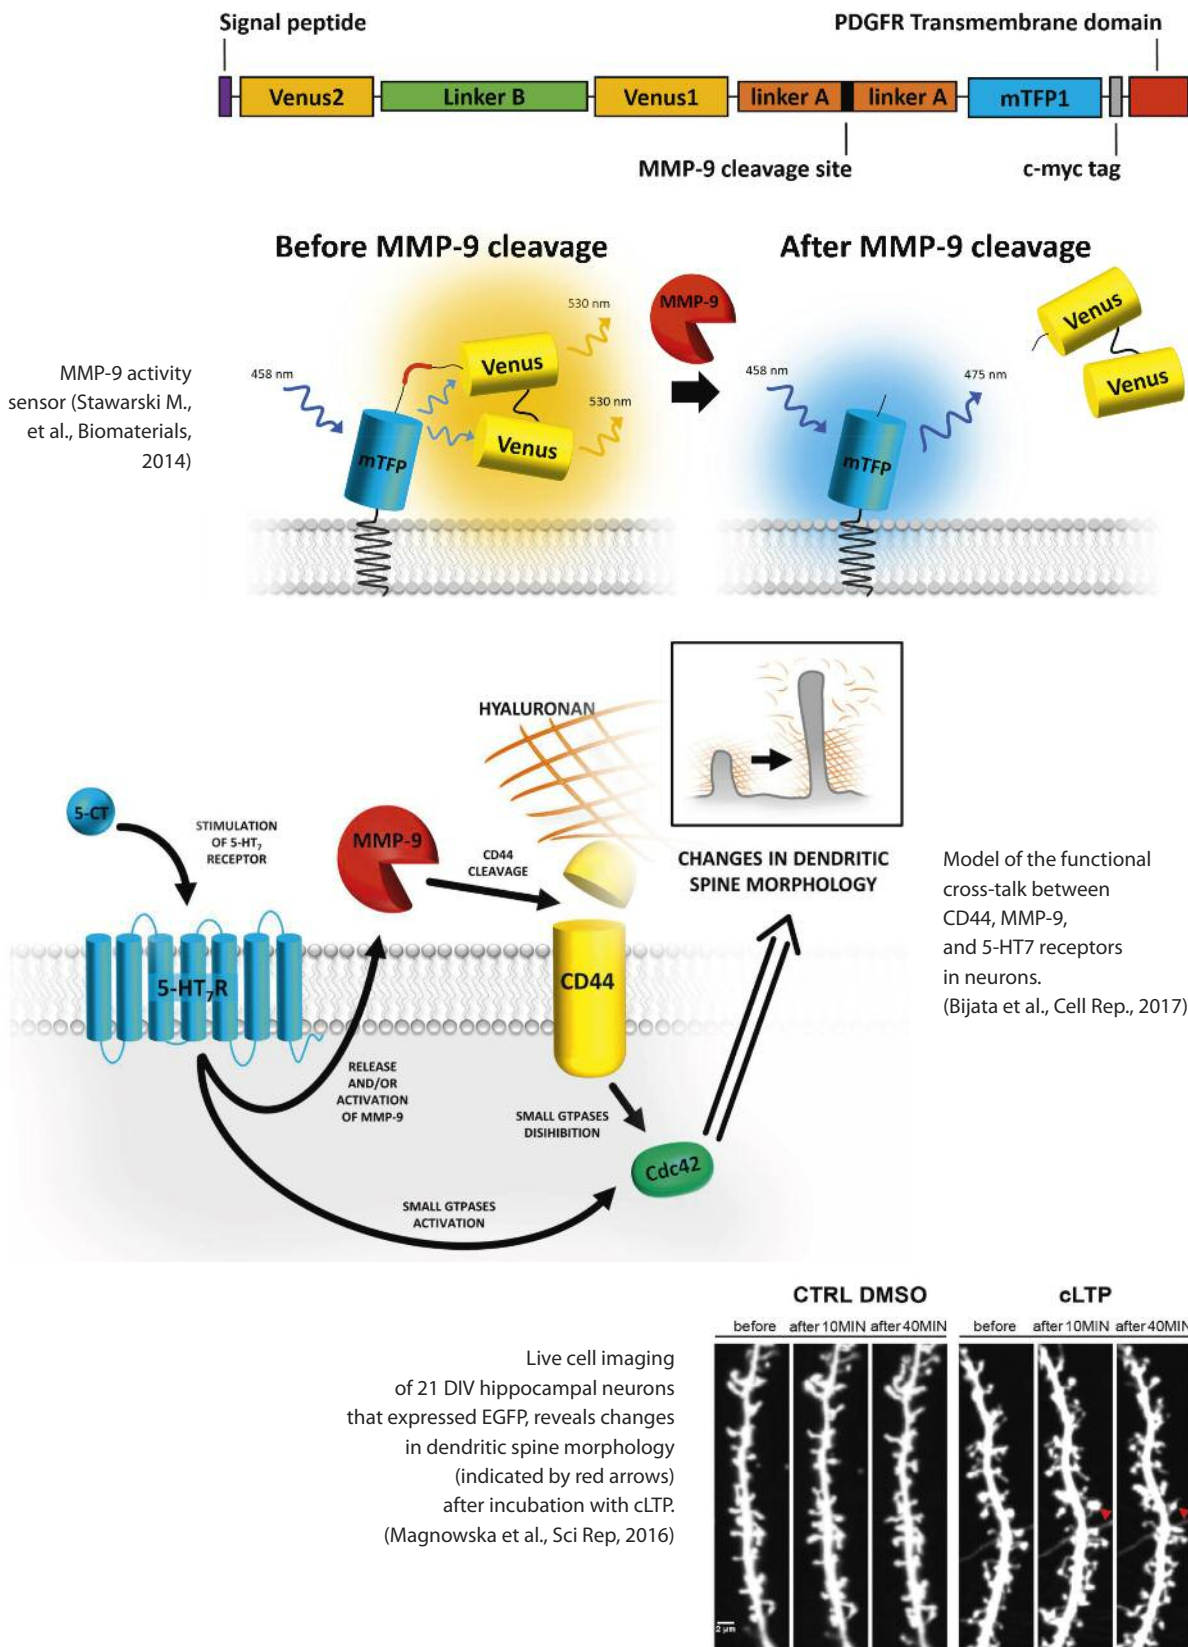 Signal peptide
PDGFR Transmembrane domain
Venus2
Linker B
Venus1
linker A
linker A
mTFP1
MMP-9 cleavage site
c-myc tag
Before MMP-9 cleavage
After MMP-9 cleavage
MMP-9 activity
sensor (Stawarski M.,
et al., Biomaterials,
2014)
458 nm
530 nm
Venus
530 nm
Venus
mTFP
MMP-9
458 nm
475 nm
mTFP
Venus
Venus
HYALURONAN
5-CT
STIMULATION
OF 5-HT₇
RECEPTOR
MMP-9
CD44
CLEAVAGE
CHANGES IN DENDRITIC
SPINE MORPHOLOGY
5-HT₇R
CD44
RELEASE
AND/OR
ACTIVATION
OF MMP-9
SMALL GTPASES
DISIHIBITION
Cdc42
SMALL GTPASES
ACTIVATION
Model of the functional
cross-talk between
CD44, MMP-9,
and 5-HT7 receptors
in neurons.
(Bijata et al., Cell Rep., 2017)
Live cell imaging
of 21 DIV hippocampal neurons
that expressed EGFP, reveals changes
in dendritic spine morphology
(indicated by red arrows)
after incubation with cLTP.
(Magnowska et al., Sci Rep, 2016)
CTRL DMSO
cLTP
before after 10MIN after 40MIN
before after 10MIN after 40MIN
2 µm